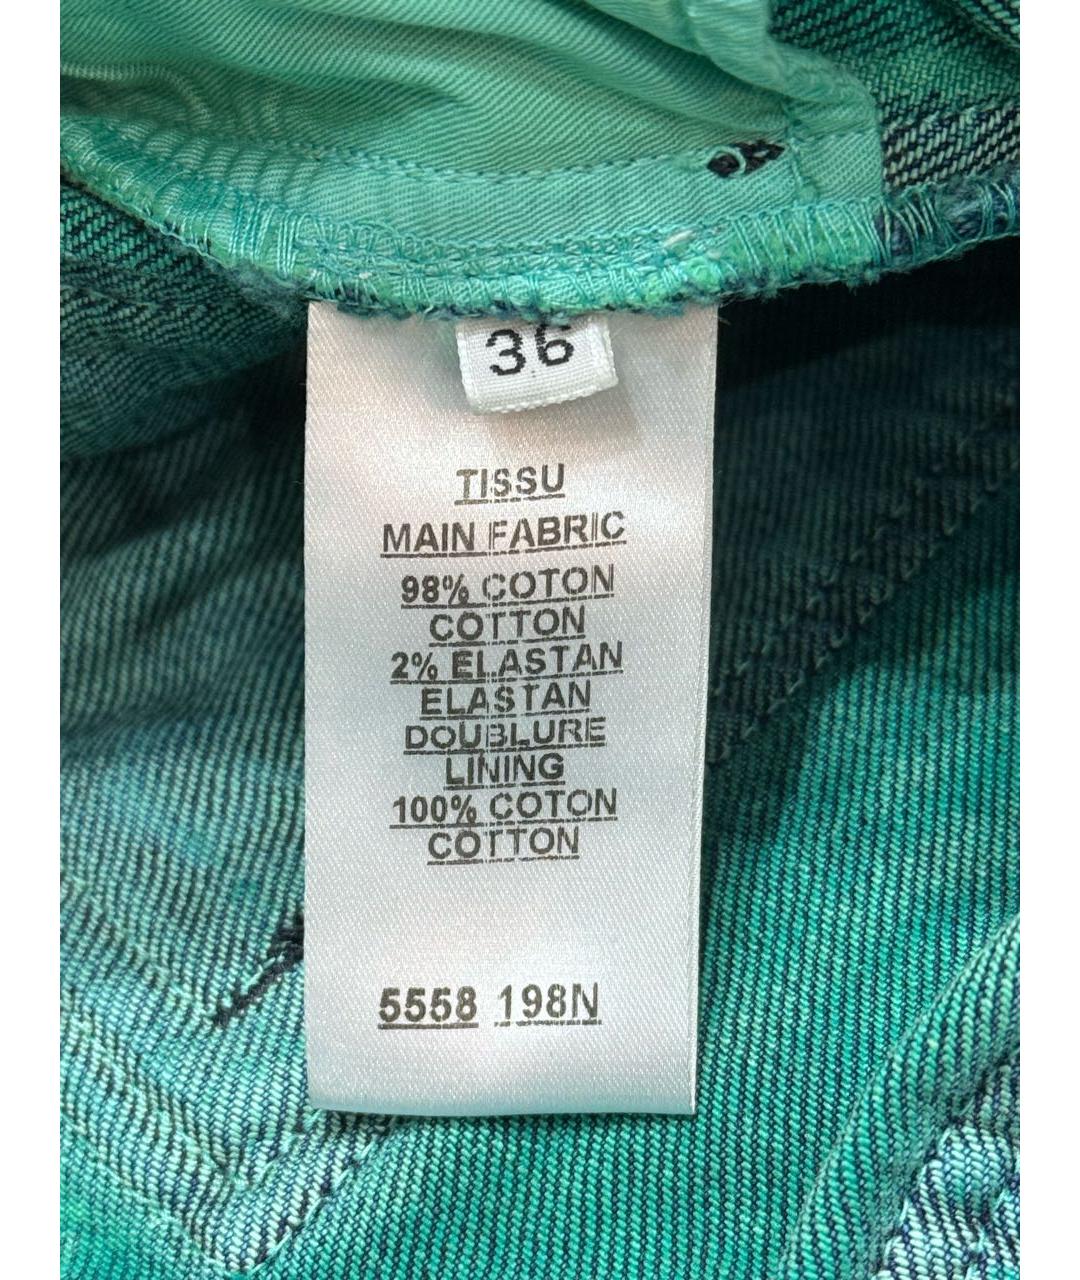 36
TISSU
MAIN FABRIC
98% COTON
COTTON
2% ELASTAN
ELASTAN
DOUBLURE
LINING
100% COTON
COTTON
5558 198N